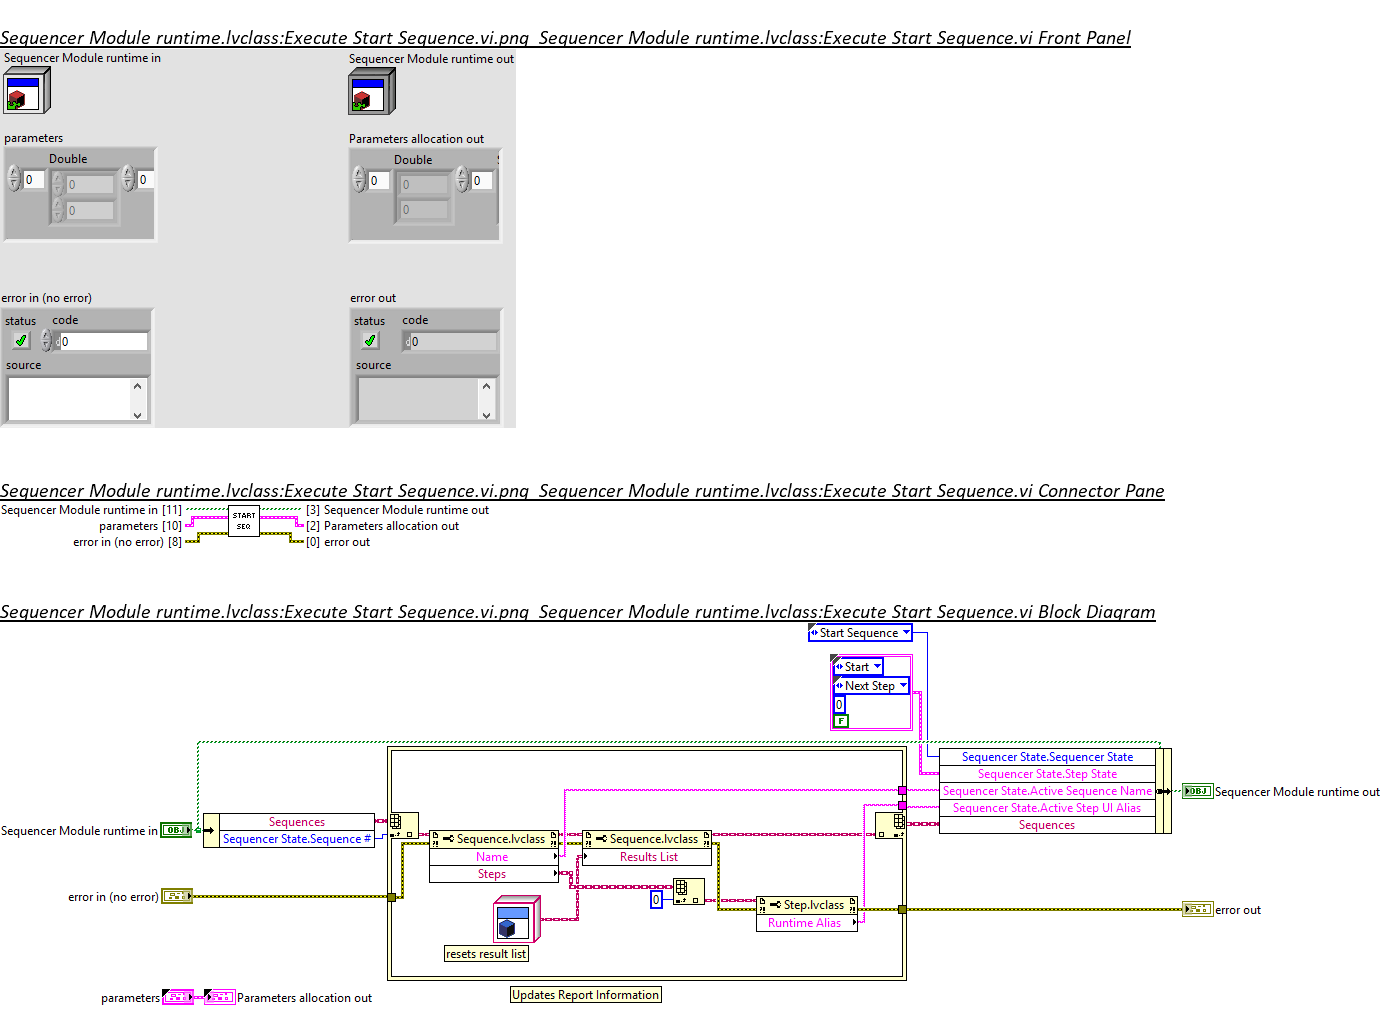 Sequencer Module runtime.lvclass:Execute Start Sequence.vi.png  Sequencer Module runtime.lvclass:Execute Start Sequence.vi Front Panel
Sequencer Module runtime in
Sequencer Module runtime out
parameters
Parameters allocation out
Double
Double
0
0
0
0
0
0
0
0
error in (no error)
error out
status
code
status
code
0
0
source
source
Sequencer Module runtime.lvclass:Execute Start Sequence.vi.png  Sequencer Module runtime.lvclass:Execute Start Sequence.vi Connector Pane
Sequencer Module runtime in [11]
parameters [10]
error in (no error) [8]
START
SEQ
[3] Sequencer Module runtime out
[2] Parameters allocation out
[0] error out
Sequencer Module runtime.lvclass:Execute Start Sequence.vi.png  Sequencer Module runtime.lvclass:Execute Start Sequence.vi Block Diagram
Start Sequence
Start
Next Step
0
F
Sequencer State.Sequencer State
Sequencer State.Step State
Sequencer State.Active Sequence Name
Sequencer State.Active Step UI Alias
Sequences
OBJ
Sequencer Module runtime out
Sequencer Module runtime in
OBJ
Sequences
Sequencer State.Sequence #
Sequence.lvclass
Name
Steps
Sequence.lvclass
Results List
0
Step.lvclass
Runtime Alias
error in (no error)
error out
resets result list
Updates Report Information
parameters
Parameters allocation out